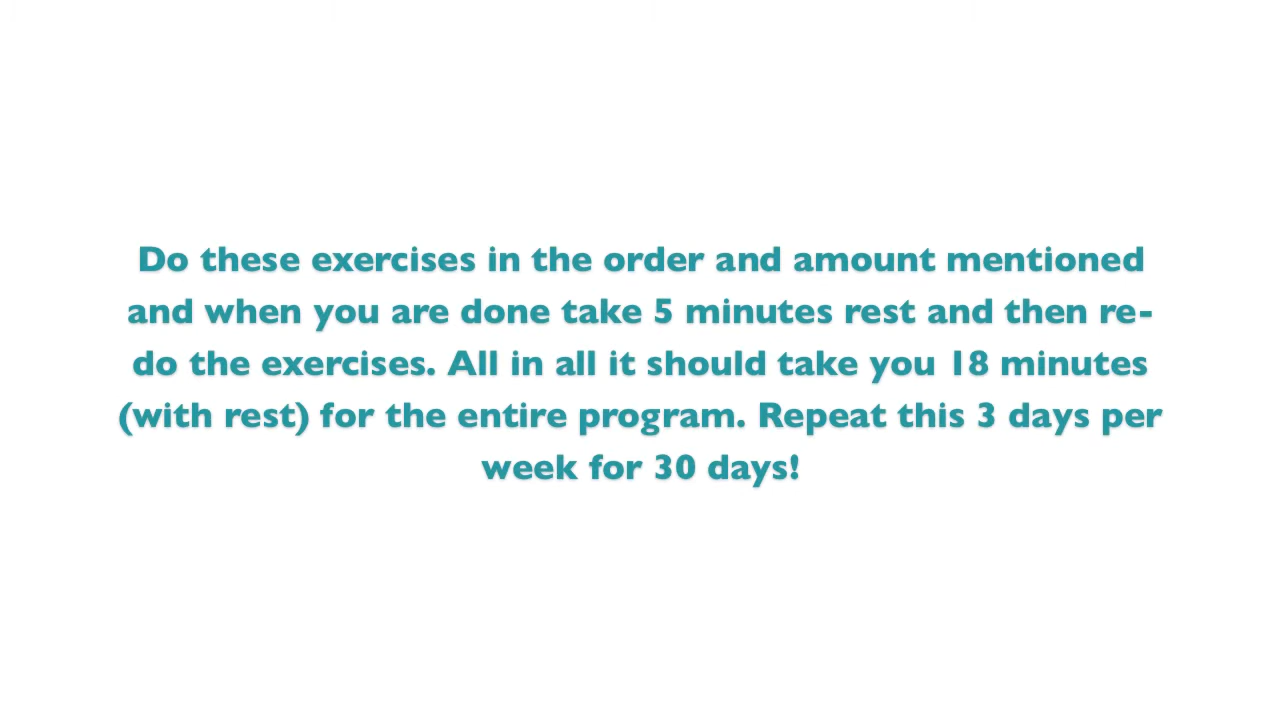 Do these exercises in the order and amount mentioned
and when you are done take 5 minutes rest and then re-
do the exercises. All in all it should take you 18 minutes
(with rest) for the entire program. Repeat this 3 days per
week for 30 days!